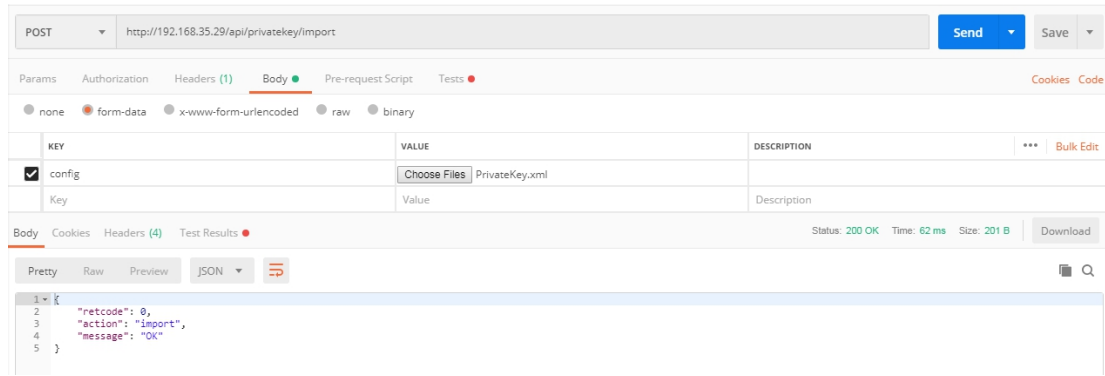 POST http://192.168.35.29/api/privatekey/import Send Save
Params Authorization Headers (1) Body Pre-request Script Tests Cookies Code
none form-data x-www-form-urlencoded raw binary
KEY VALUE DESCRIPTION ••• Bulk Edit
config Choose Files PrivateKey.xml
Key Value Description
Body Cookies Headers (4) Test Results Status: 200 OK Time: 62 ms Size: 201 B Download
Pretty Raw Preview JSON
1 {
2 "retcode": 0,
3 "action": "import",
4 "message": "OK"
5 }